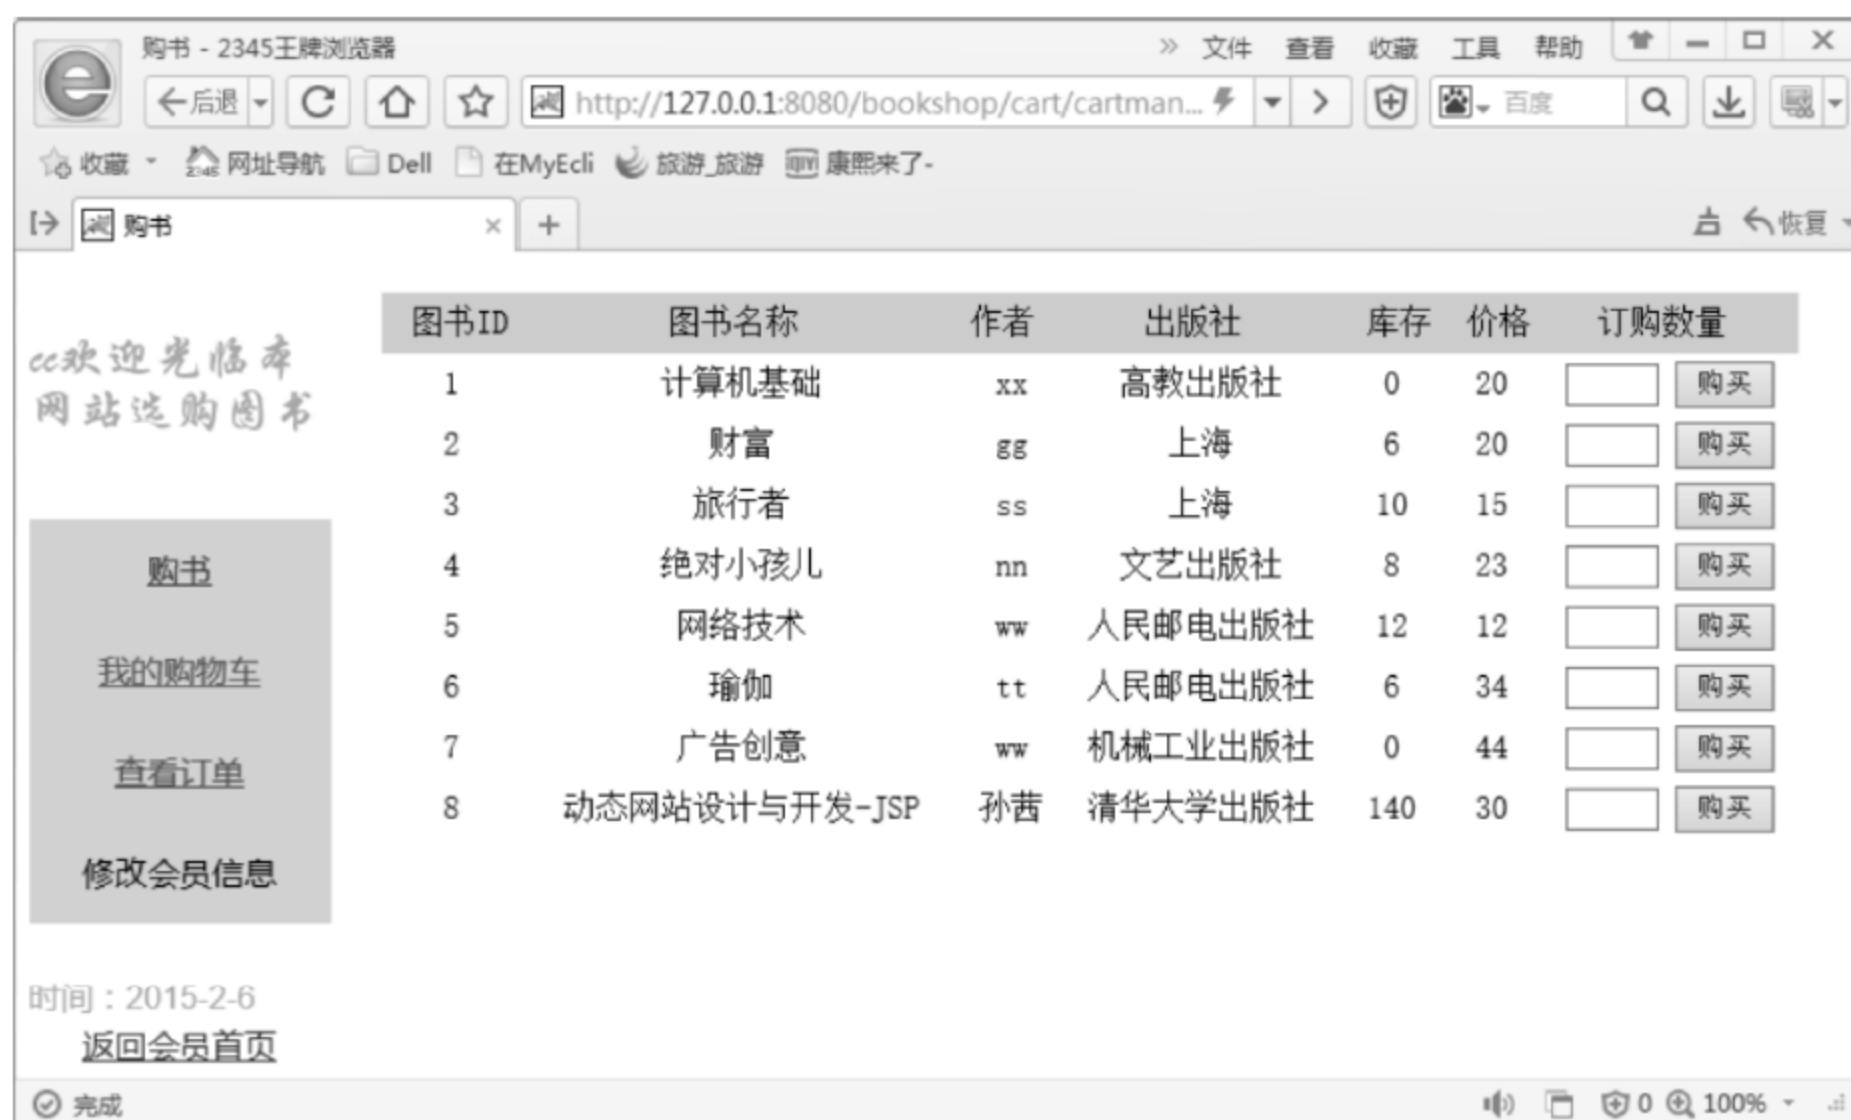 购书 - 2345王牌浏览器 » 文件 查看 收藏 工具 帮助
后退 http://127.0.0.1:8080/bookshop/cart/cartman... 百度
收藏 网址导航 Dell 在MyEcli 旅游_旅游 康熙来了-
购书 恢复
cc欢迎光临本
网站选购图书
购书
我的购物车
查看订单
修改会员信息
时间：2015-2-6
返回会员首页
图书ID 图书名称 作者 出版社 库存 价格 订购数量
1 计算机基础 xx 高教出版社 0 20 购买
2 财富 gg 上海 6 20 购买
3 旅行者 ss 上海 10 15 购买
4 绝对小孩儿 nn 文艺出版社 8 23 购买
5 网络技术 ww 人民邮电出版社 12 12 购买
6 瑜伽 tt 人民邮电出版社 6 34 购买
7 广告创意 ww 机械工业出版社 0 44 购买
8 动态网站设计与开发-JSP 孙茜 清华大学出版社 140 30 购买
完成 0 100%